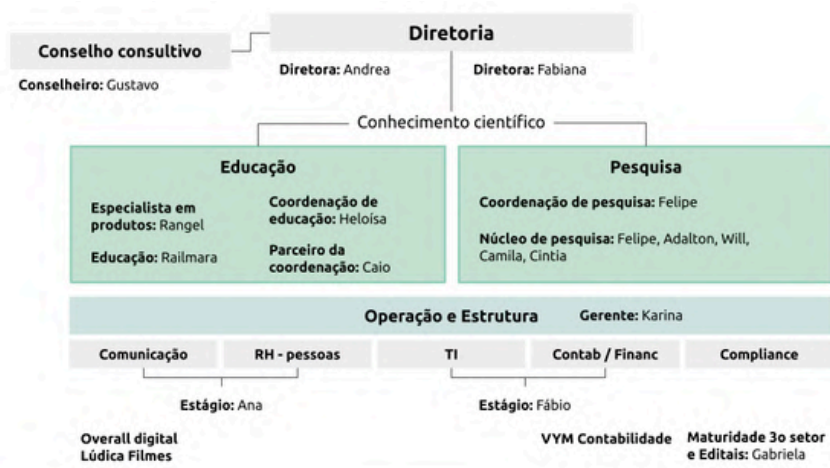 Diretoria
Conselho consultivo
Conselheiro: Gustavo
Diretora: Andrea
Diretora: Fabiana
Conhecimento científico
Educação
Especialista em
produtos: Rangel
Educação: Railmara
Coordenação de
educação: Heloísa
Parceiro da
coordenação: Caio
Pesquisa
Coordenação de pesquisa: Felipe
Núcleo de pesquisa: Felipe, Adalton, Will,
Camila, Cintia
Operação e Estrutura
Gerente: Karina
Comunicação
RH - pessoas
TI
Contab / Financ
Compliance
Estágio: Ana
Estágio: Fábio
Overall digital
Lúdica Filmes
VYM Contabilidade
Maturidade 3o setor
e Editais: Gabriela